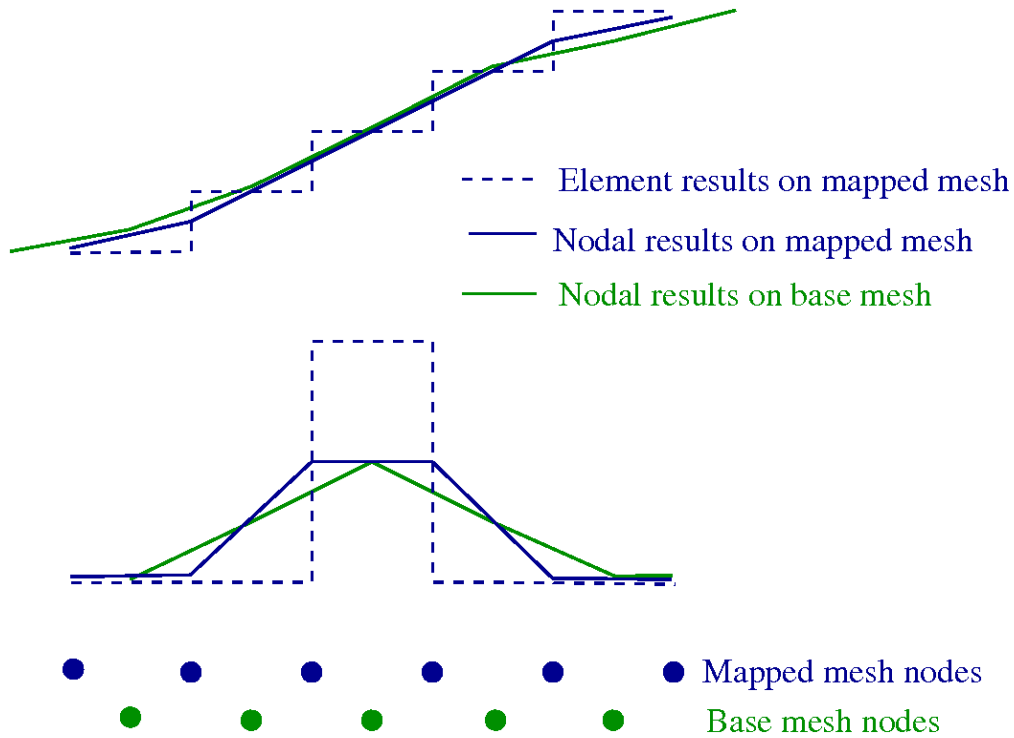 Element results on mapped mesh
Nodal results on mapped mesh
Nodal results on base mesh
Mapped mesh nodes
Base mesh nodes